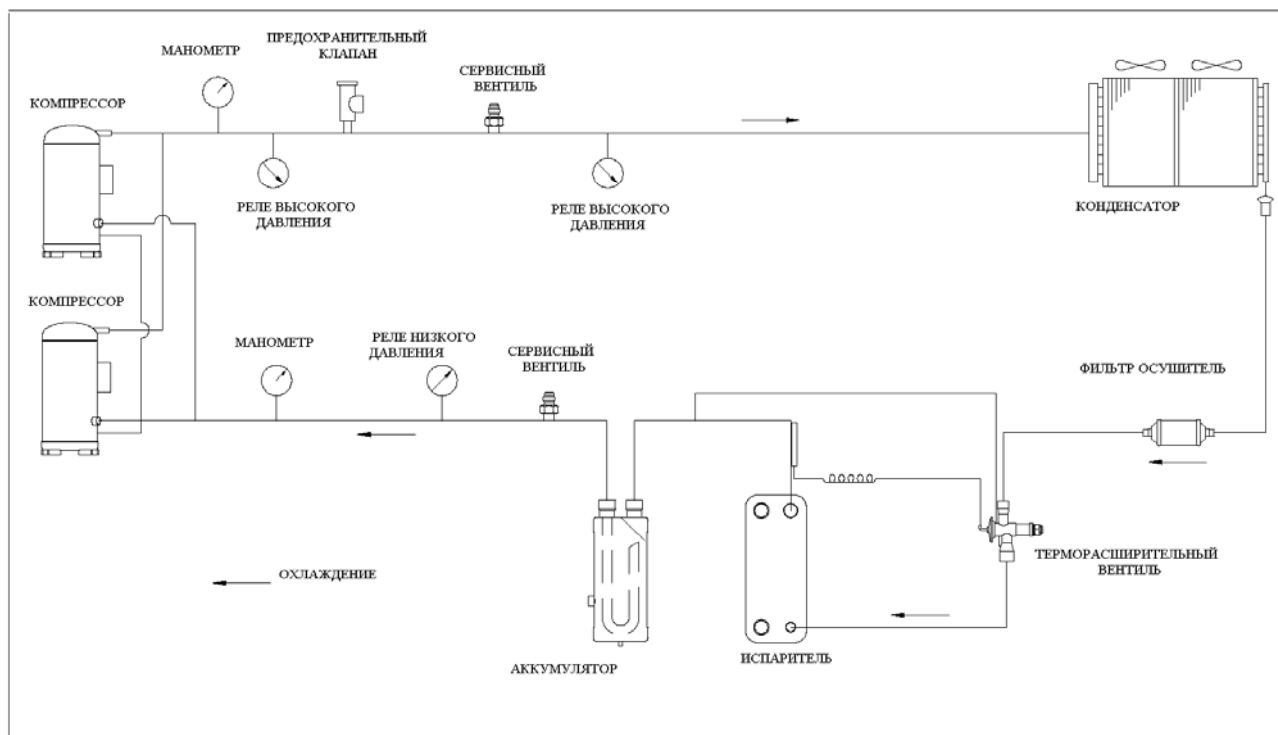 ПРЕДОХРАНИТЕЛЬНЫЙ
КЛАПАН
МАНОМЕТР
СЕРВИСНЫЙ
ВЕНТИЛЬ
КОМПРЕССОР
РЕЛЕ ВЫСОКОГО
ДАВЛЕНИЯ
РЕЛЕ ВЫСОКОГО
ДАВЛЕНИЯ
КОНДЕНСАТОР
КОМПРЕССОР
МАНОМЕТР
РЕЛЕ НИЗКОГО
ДАВЛЕНИЯ
СЕРВИСНЫЙ
ВЕНТИЛЬ
ФИЛЬТР ОСУШИТЕЛЬ
ТЕРМОРАСШИРИТЕЛЬНЫЙ
ВЕНТИЛЬ
ОХЛАЖДЕНИЕ
АККУМУЛЯТОР
ИСПАРИТЕЛЬ